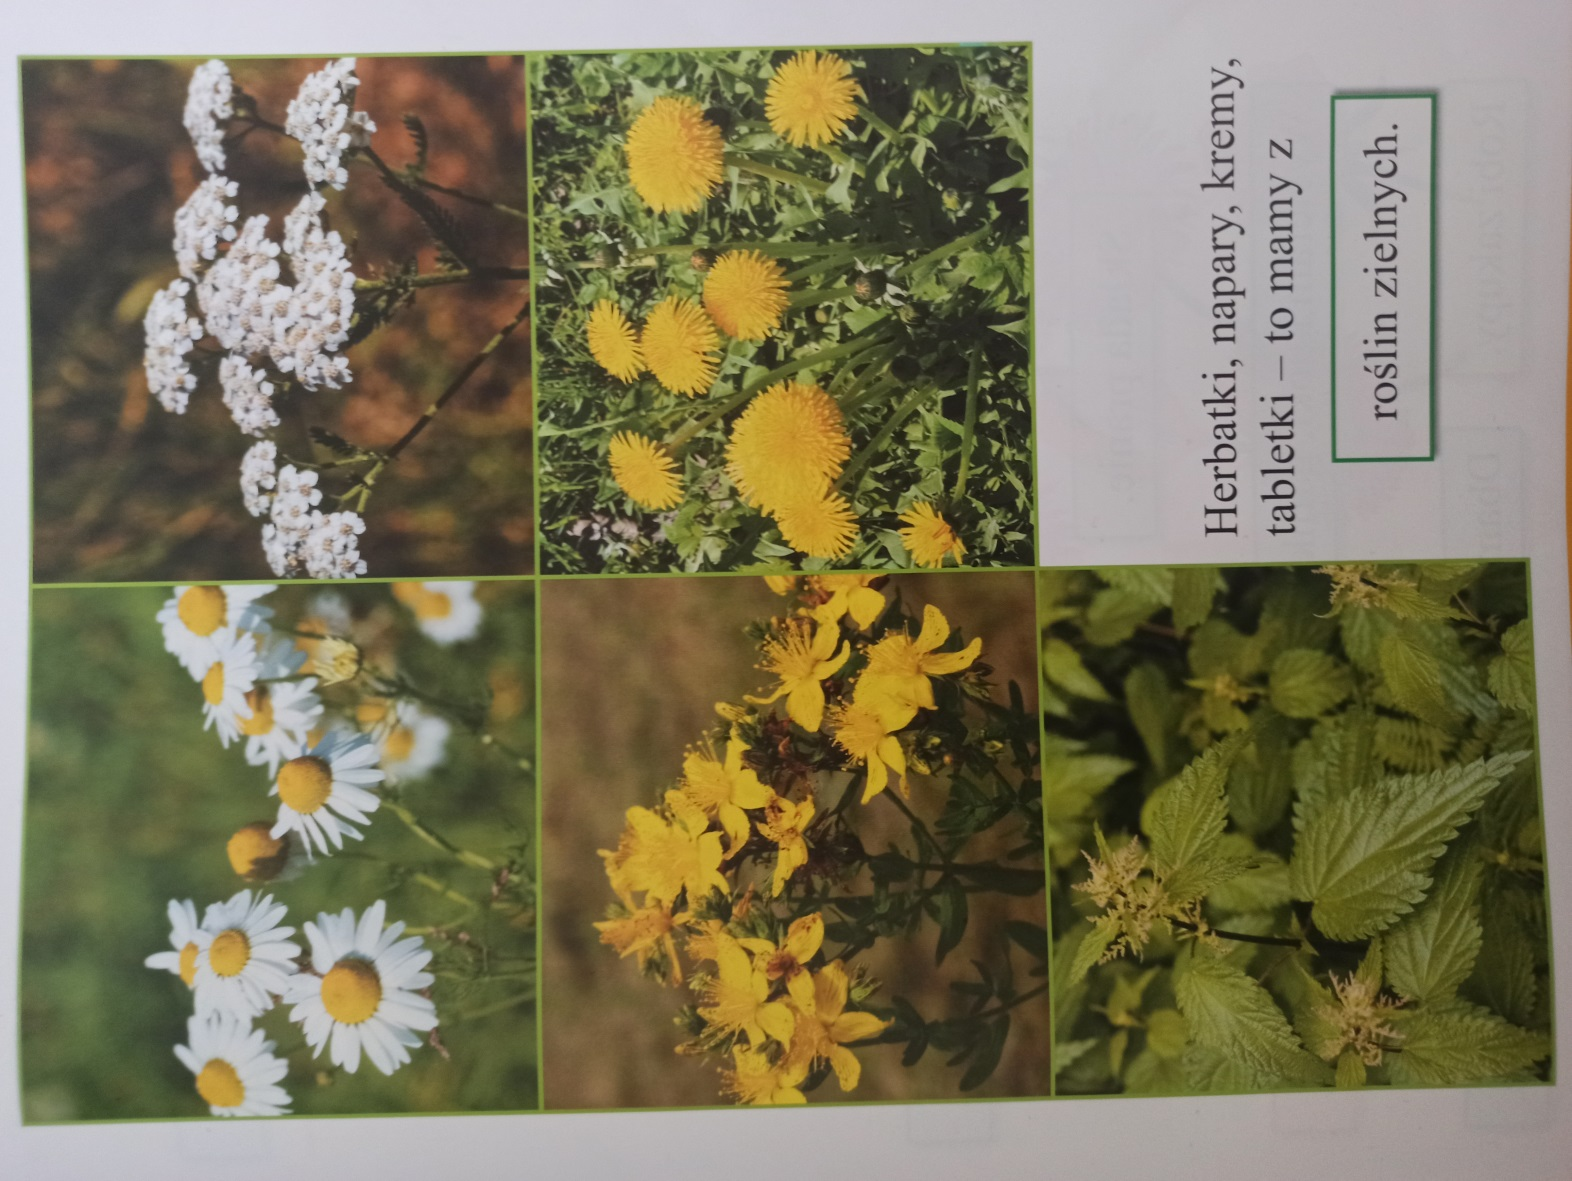 Herbatki, napary, kremy,
tabletki – to mamy z
roślin zielnych.